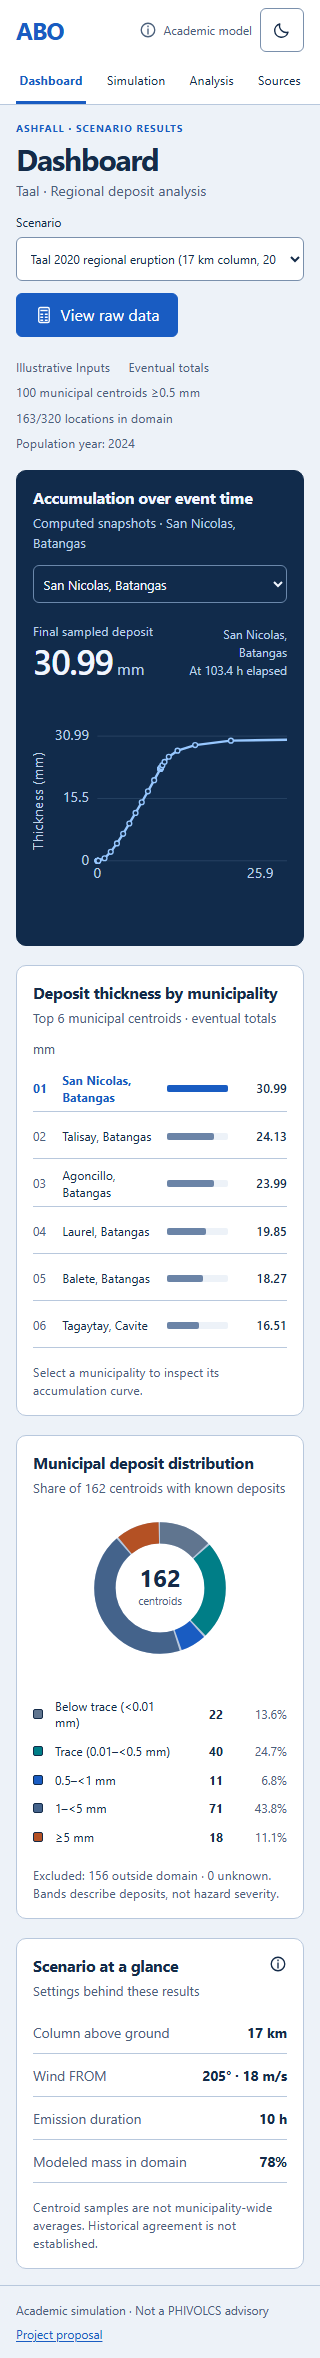 ABO
Academic model
Dashboard Simulation Analysis Sources
ASHFALL · SCENARIO RESULTS
Dashboard
Taal · Regional deposit analysis
Scenario
Taal 2020 regional eruption (17 km column, 20
View raw data
Illustrative Inputs Eventual totals
100 municipal centroids ≥0.5 mm
163/320 locations in domain
Population year: 2024
Accumulation over event time
Computed snapshots · San Nicolas,
Batangas
San Nicolas, Batangas
Final sampled deposit
30.99 mm
San Nicolas,
Batangas
At 103.4 h elapsed
Thickness (mm)
30.99
15.5
0
0 25.9
Deposit thickness by municipality
Top 6 municipal centroids · eventual totals
mm
01 San Nicolas,
Batangas 30.99
02 Talisay, Batangas 24.13
03 Agoncillo,
Batangas 23.99
04 Laurel, Batangas 19.85
05 Balete, Batangas 18.27
06 Tagaytay, Cavite 16.51
Select a municipality to inspect its
accumulation curve.
Municipal deposit distribution
Share of 162 centroids with known deposits
162
centroids
Below trace (<0.01
mm) 22 13.6%
Trace (0.01–<0.5 mm) 40 24.7%
0.5–<1 mm 11 6.8%
1–<5 mm 71 43.8%
≥5 mm 18 11.1%
Excluded: 156 outside domain · 0 unknown.
Bands describe deposits, not hazard severity.
Scenario at a glance
Settings behind these results
Column above ground 17 km
Wind FROM 205° · 18 m/s
Emission duration 10 h
Modeled mass in domain 78%
Centroid samples are not municipality-wide
averages. Historical agreement is not
established.
Academic simulation · Not a PHIVOLCS advisory
Project proposal